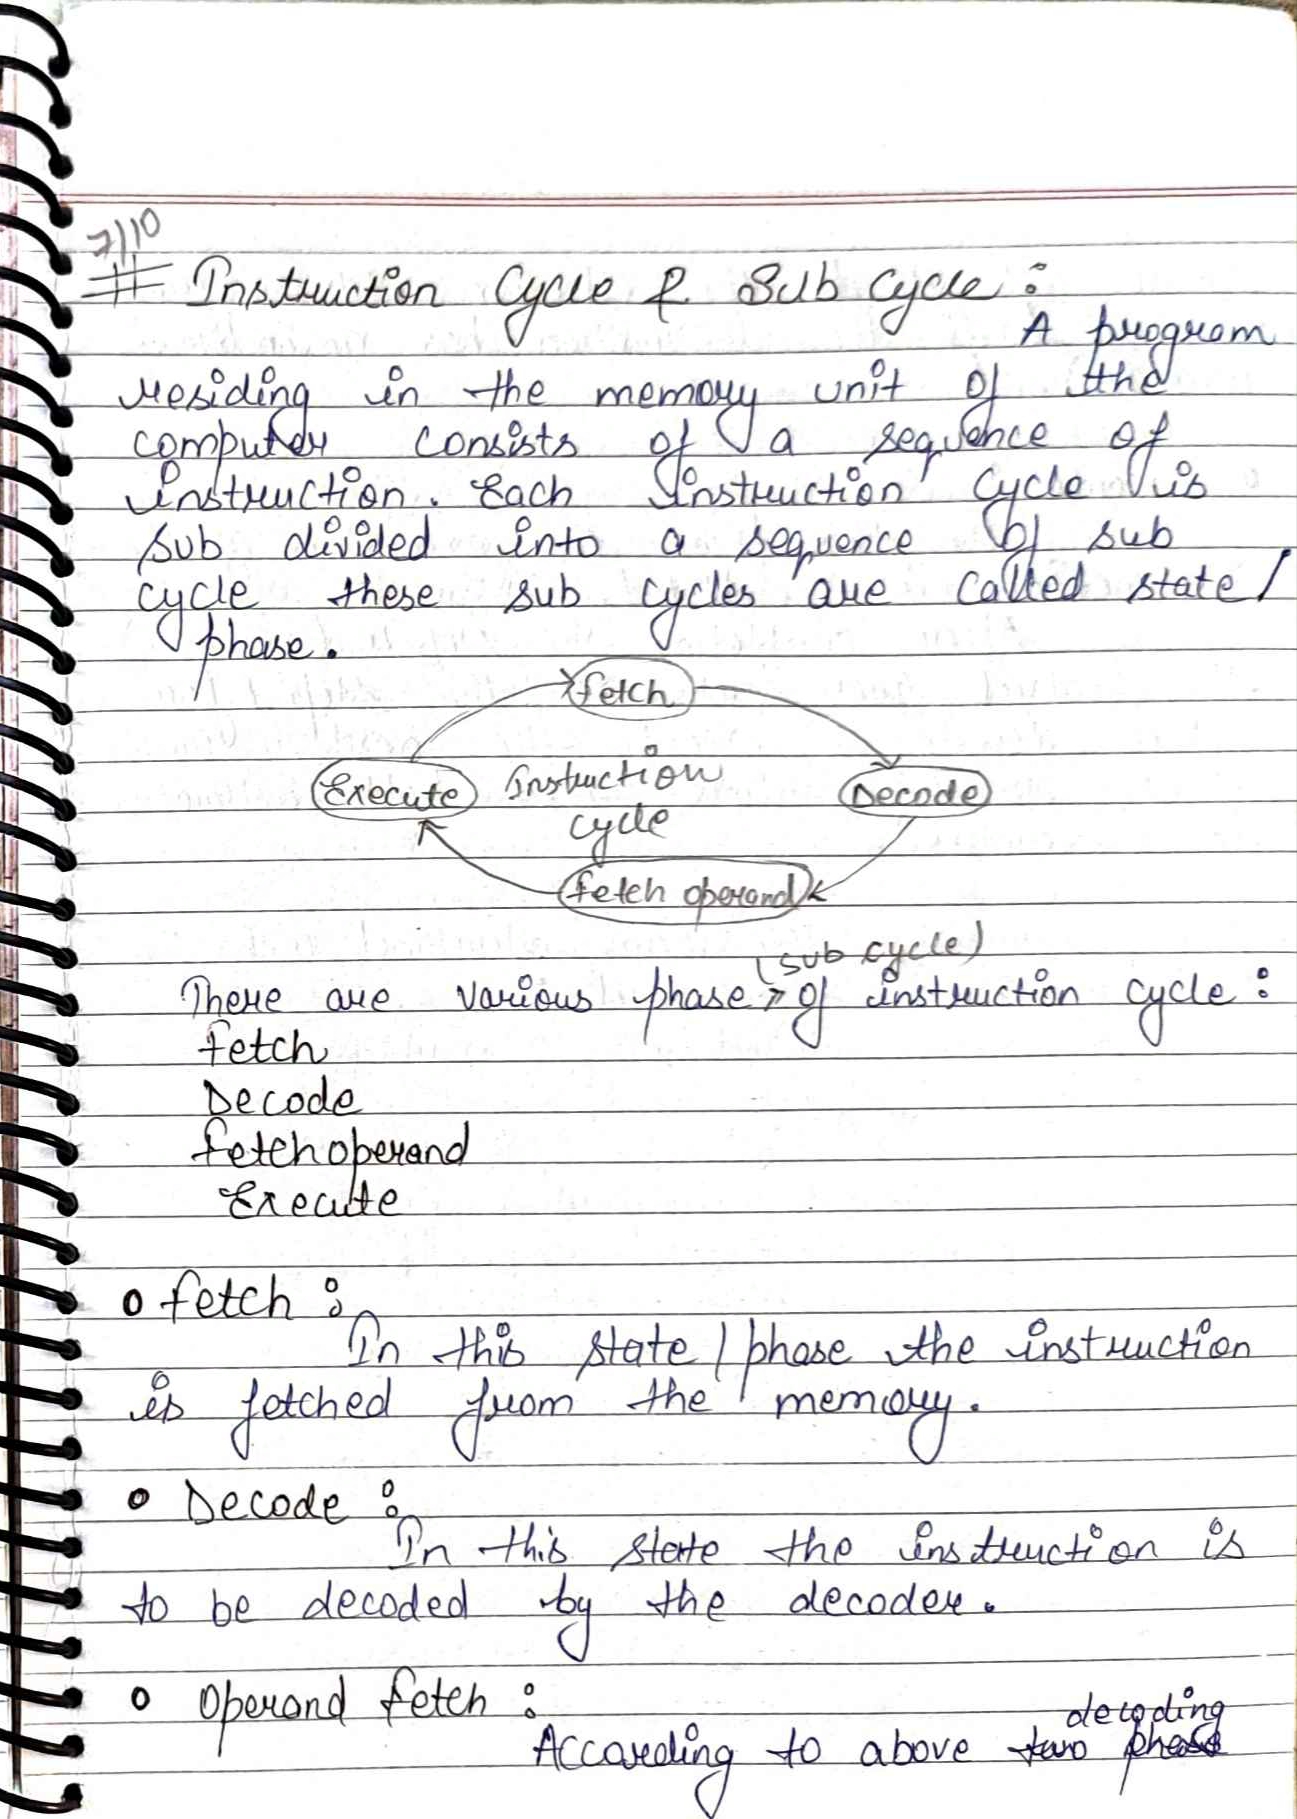 7/10
# Instruction Cycle & Sub Cycle :
A program
residing in the memory unit of the
computer consists of a sequence of
instruction. Each instruction cycle is
sub divided into a sequence of sub
cycle these sub cycles are called state/
phase.
fetch
Execute Instruction Decode
cycle
fetch operand
(sub cycle)
There are various phase of instruction cycle :
fetch
Decode
fetch operand
Execute
o fetch :
In this state/phase the instruction
is fetched from the memory.
o Decode :
In this state the instruction is
to be decoded by the decoder.
o Operand fetch :
decoding
According to above two phase